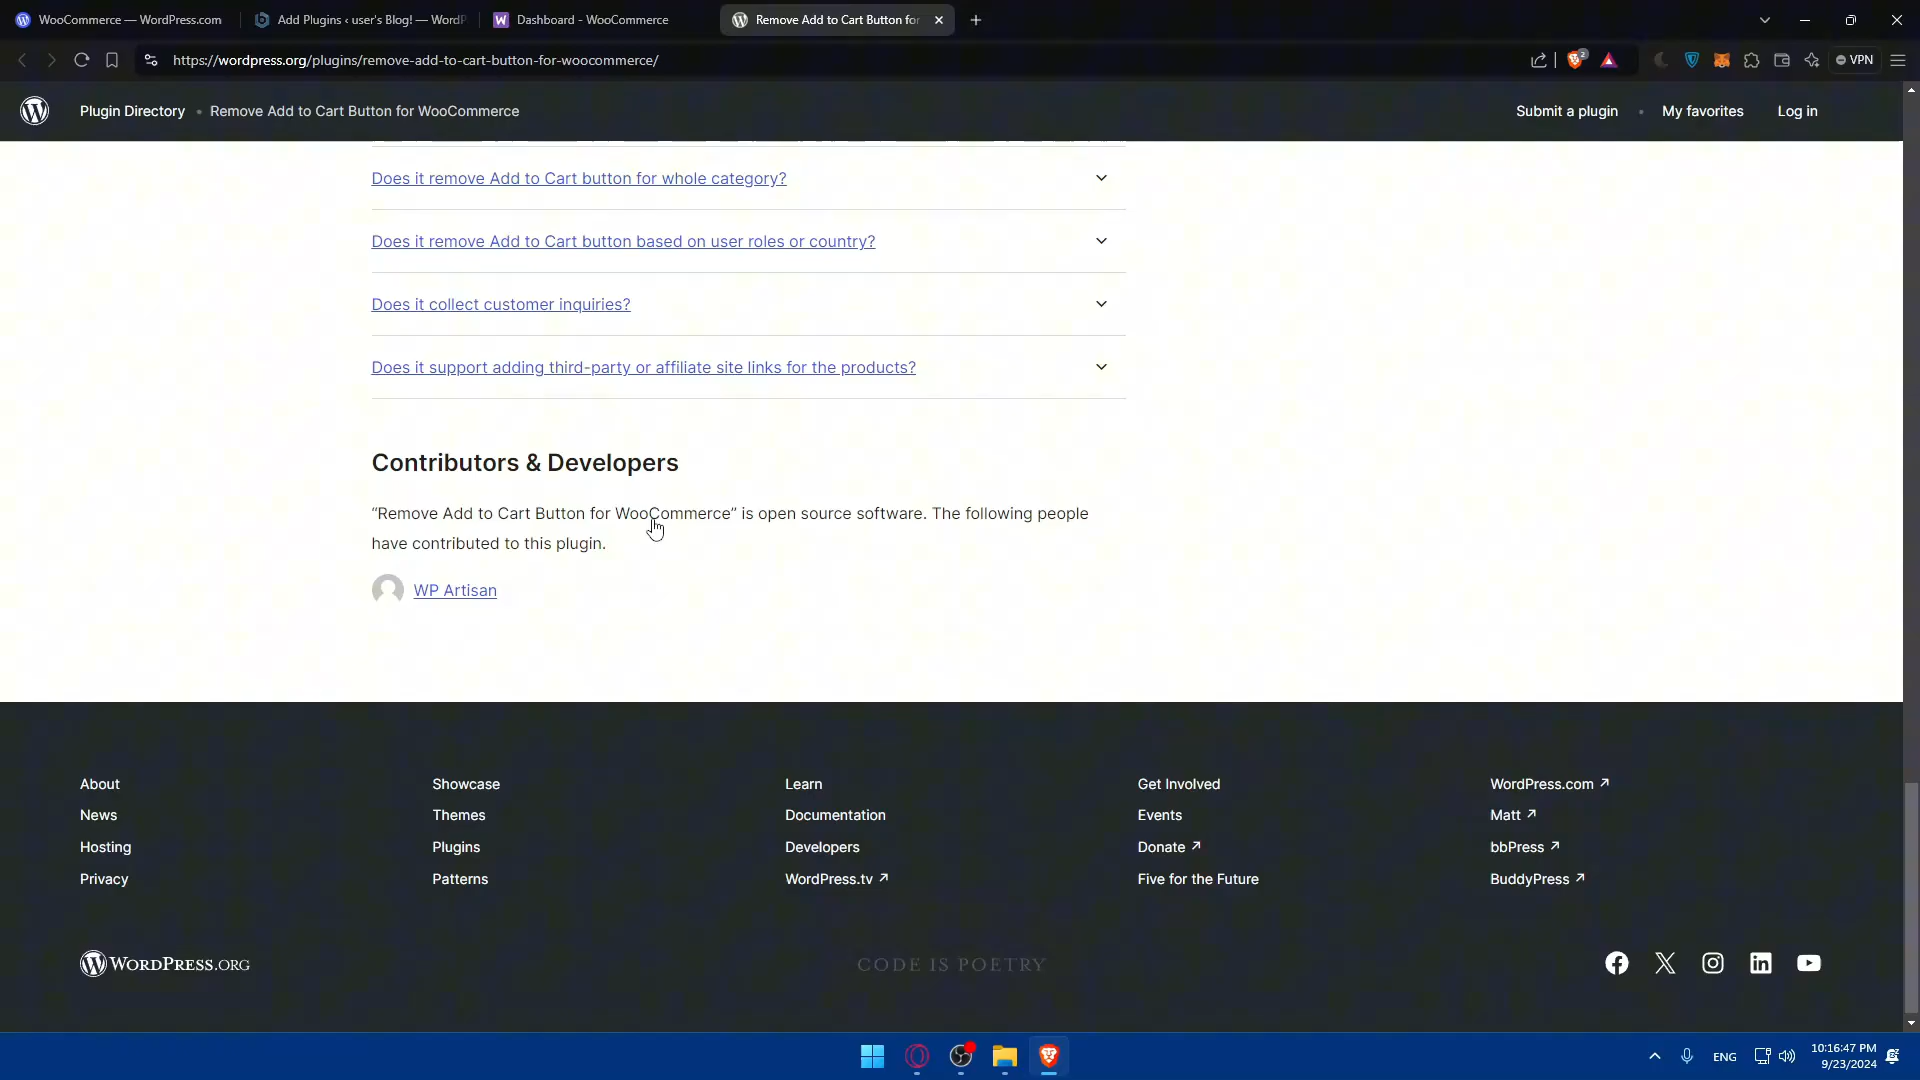 WooCommerce — WordPress.com
Add Plugins ‹ user's Blog! — WordP
Dashboard - WooCommerce
Remove Add to Cart Button for
https://wordpress.org/plugins/remove-add-to-cart-button-for-woocommerce/
2
VPN
Plugin Directory • Remove Add to Cart Button for WooCommerce
Submit a plugin • My favorites Log in
Does it remove Add to Cart button for whole category?
Does it remove Add to Cart button based on user roles or country?
Does it collect customer inquiries?
Does it support adding third-party or affiliate site links for the products?
Contributors & Developers
“Remove Add to Cart Button for WooCommerce” is open source software. The following people
have contributed to this plugin.
WP Artisan
About
News
Hosting
Privacy
Showcase
Themes
Plugins
Patterns
Learn
Documentation
Developers
WordPress.tv ↗
Get Involved
Events
Donate ↗
Five for the Future
WordPress.com ↗
Matt ↗
bbPress ↗
BuddyPress ↗
WORDPRESS.ORG
CODE IS POETRY
ENG
10:16:47 PM
9/23/2024